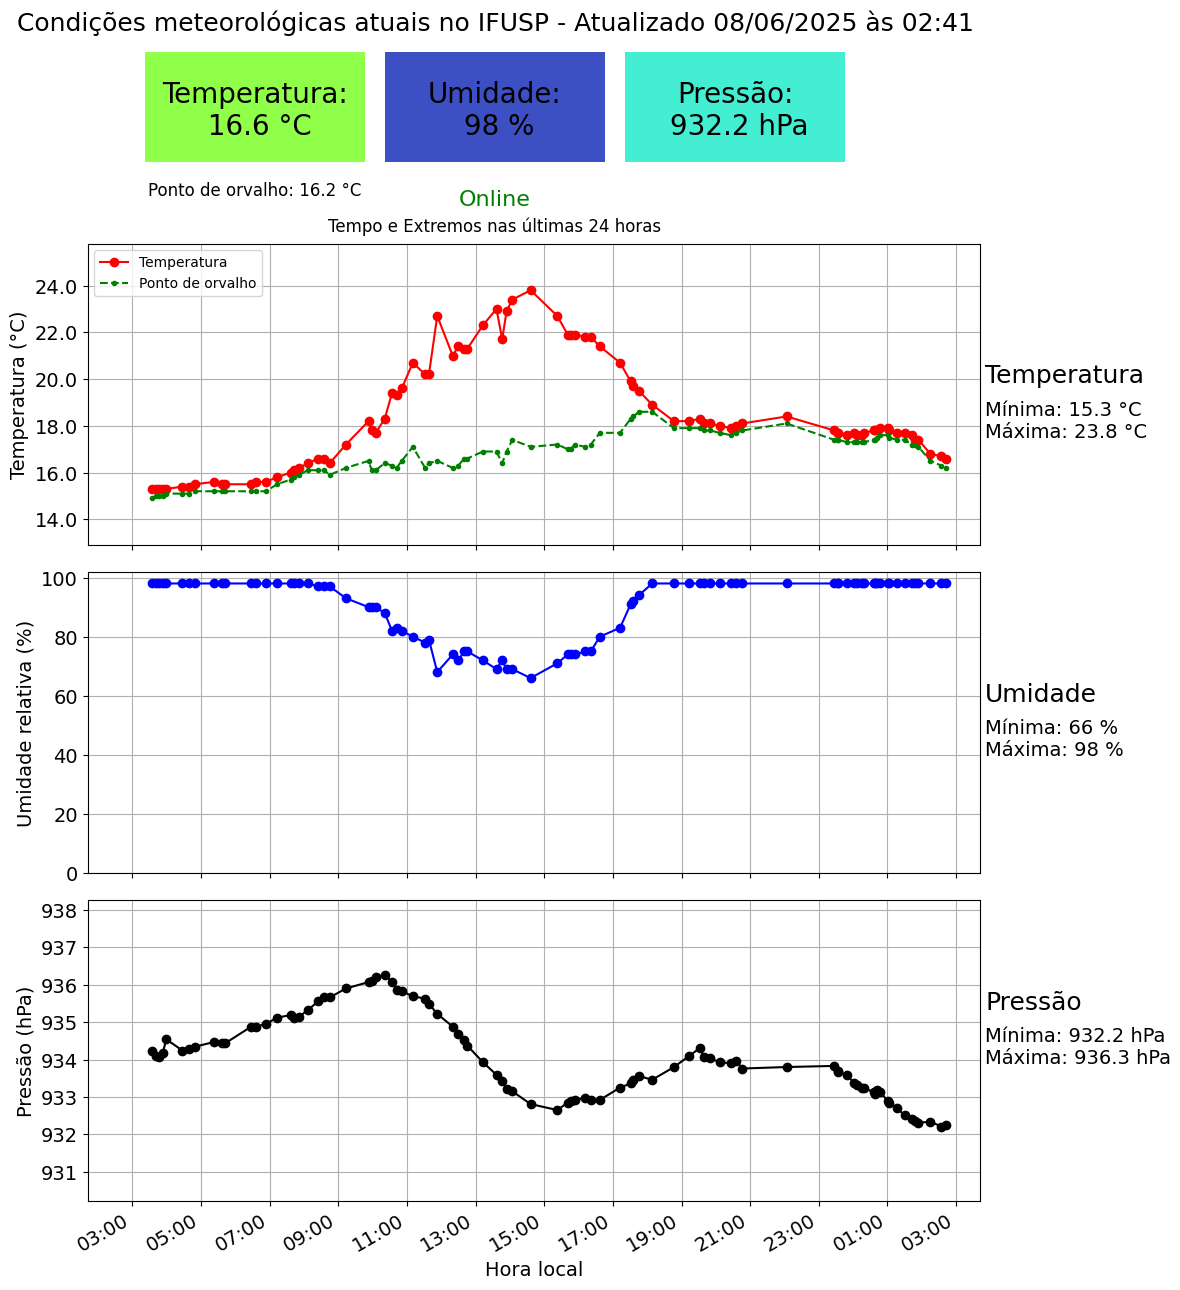 Condições meteorológicas atuais no IFUSP - Atualizado 08/06/2025 às 02:41
Temperatura:
16.6 °C
Umidade:
98 %
Pressão:
932.2 hPa
Ponto de orvalho: 16.2 °C
Online
Tempo e Extremos nas últimas 24 horas
Temperatura
Ponto de orvalho
Temperatura (°C)
24.0
22.0
20.0
18.0
16.0
14.0
Temperatura
Mínima: 15.3 °C
Máxima: 23.8 °C
Umidade relativa (%)
100
80
60
40
20
0
Umidade
Mínima: 66 %
Máxima: 98 %
Pressão (hPa)
938
937
936
935
934
933
932
931
Pressão
Mínima: 932.2 hPa
Máxima: 936.3 hPa
03:00
05:00
07:00
09:00
11:00
13:00
15:00
17:00
19:00
21:00
23:00
01:00
03:00
Hora local